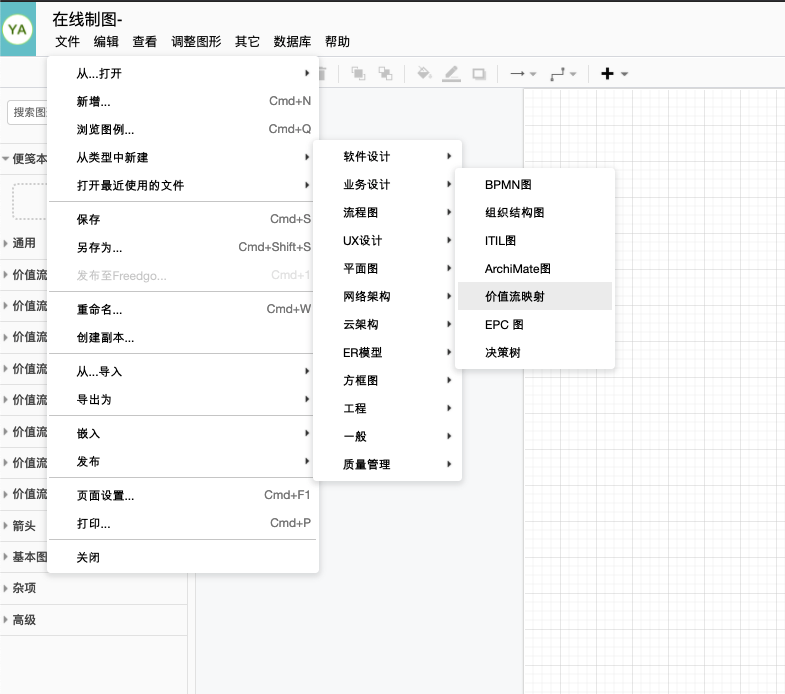 YA
在线制图-
文件 编辑 查看 调整图形 其它 数据库 帮助
搜索图
便笺本
通用
价值流
价值流
价值流
价值流
价值流
价值流
价值流
价值流
箭头
基本图
杂项
高级
从...打开
新增... Cmd+N
浏览图例... Cmd+Q
从类型中新建
打开最近使用的文件
保存 Cmd+S
另存为... Cmd+Shift+S
发布至Freedgo... Cmd+1
重命名... Cmd+W
创建副本...
从...导入
导出为
嵌入
发布
页面设置... Cmd+F1
打印... Cmd+P
关闭
软件设计
业务设计
流程图
UX设计
平面图
网络架构
云架构
ER模型
方框图
工程
一般
质量管理
BPMN图
组织结构图
ITIL图
ArchiMate图
价值流映射
EPC 图
决策树